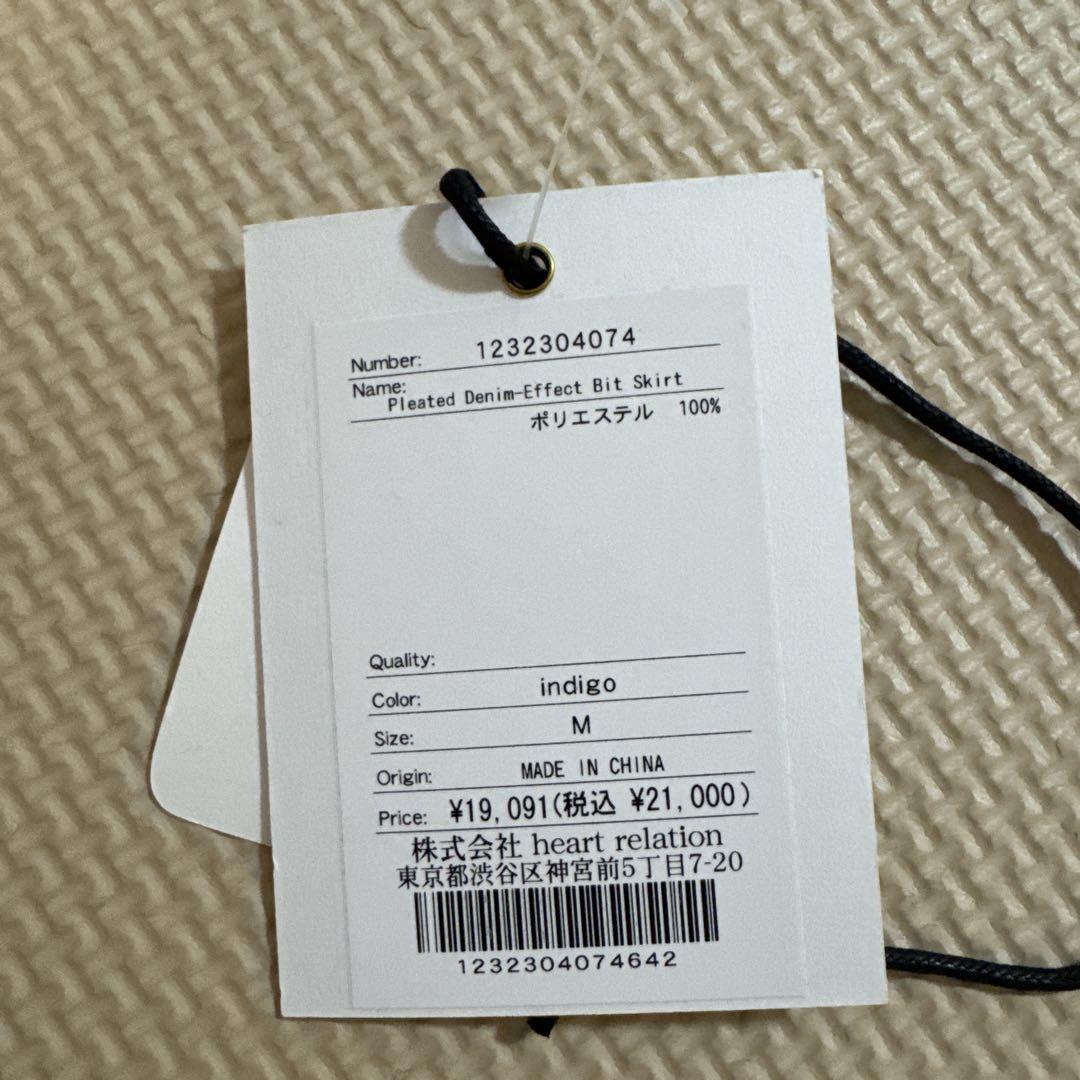 Number: 1232304074
Name: Pleated Denim-Effect Bit Skirt
ポリエステル 100%
Quality:
Color: indigo
Size: M
Origin: MADE IN CHINA
Price: ¥19,091(税込 ¥21,000)
株式会社 heart relation
東京都渋谷区神宮前5丁目7-20
1232304074642